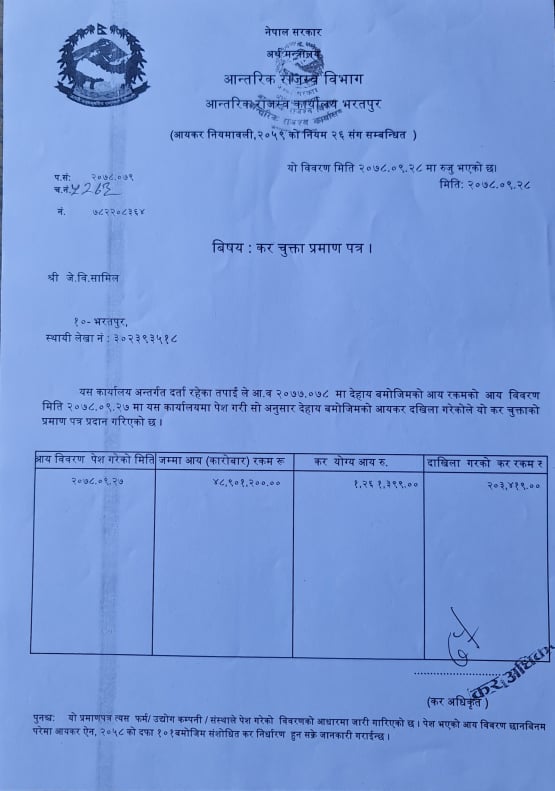 नेपाल सरकार
अर्थ मन्त्रालय
आन्तरिक राजस्व विभाग
आन्तरिक राजस्व कार्यालय भरतपुर
(आयकर नियमावली,२०५९ को नियम २६ संग सम्बन्धित )
यो विवरण मिति २०७८.०९.२८ मा रुजु भएको छ।
प.सं: २०७८.०७९
मिति: २०७८.०९.२८
च.नं.
नं. ७८२२०८३६४
बिषय : कर चुक्ता प्रमाण पत्र ।
श्री जे.वि.सामिल
१०- भरतपुर,
स्थायी लेखा नं : ३०२३९३५१८
यस कार्यालय अन्तर्गत दर्ता रहेका तपाई ले आ.व २०७७.०७८ मा देहाय बमोजिमको आय रकमको आय विवरण
मिति २०७८.०९.२७ मा यस कार्यालयमा पेश गरी सो अनुसार देहाय बमोजिमको आयकर दखिला गरेकोले यो कर चुक्ताको
प्रमाण पत्र प्रदान गरिएको छ ।
आय विवरण पेश गरेको मिति जम्मा आय (कारोबार) रकम रू कर योग्य आय रु. दाखिला गरको कर रकम र
२०७८.०९.२७ ४८,९०१,२००.०० १,२६१,३९९.०० २०३,४१९.००
कर अधिकृत
(कर अधिकृत )
पुनश्च: यो प्रमाणपत्र त्यस फर्म/ उद्योग कम्पनी / संस्थाले पेश गरेको विवरणको आधारमा जारी गारिएको छ । पेश भएको आय विवरण छानबिनम
परेमा आयकर ऐन, २०५८ को दफा १०१बमोजिम संशोधित कर निर्धारण हुन सक्ने जानकारी गराईन्छ ।